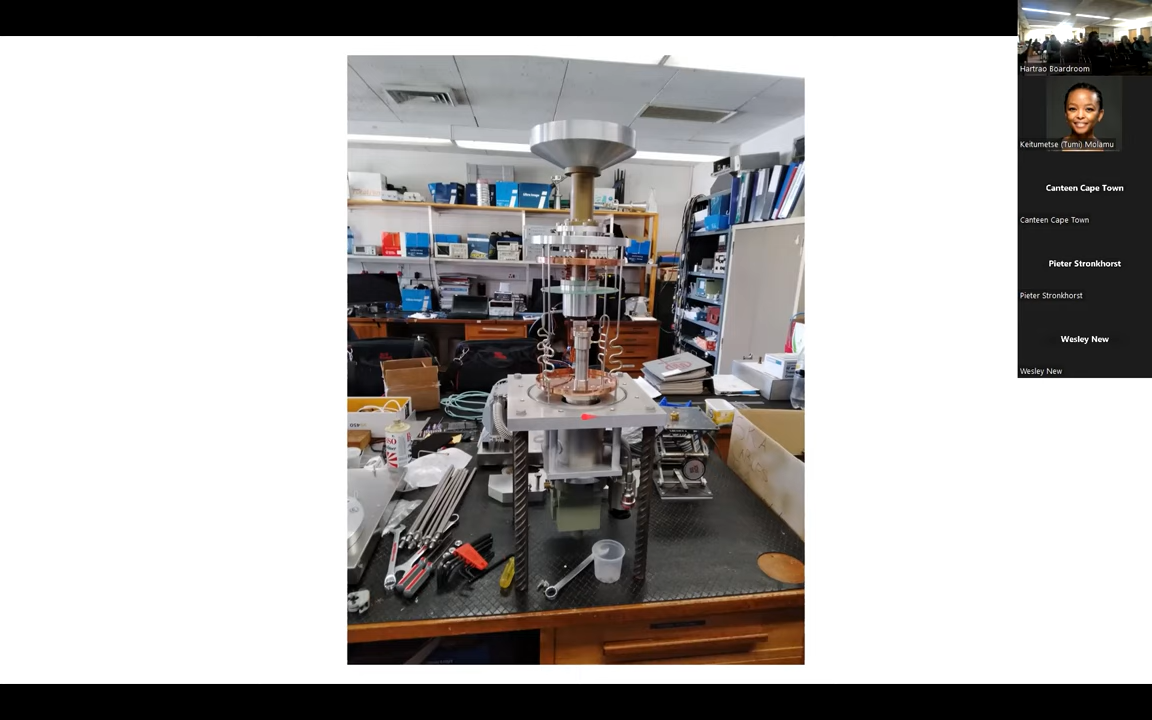 Hartrao Boardroom
Keitumetse (Tumi) Molamu
Canteen Cape Town
Canteen Cape Town
Pieter Stronkhorst
Pieter Stronkhorst
Wesley New
Wesley New